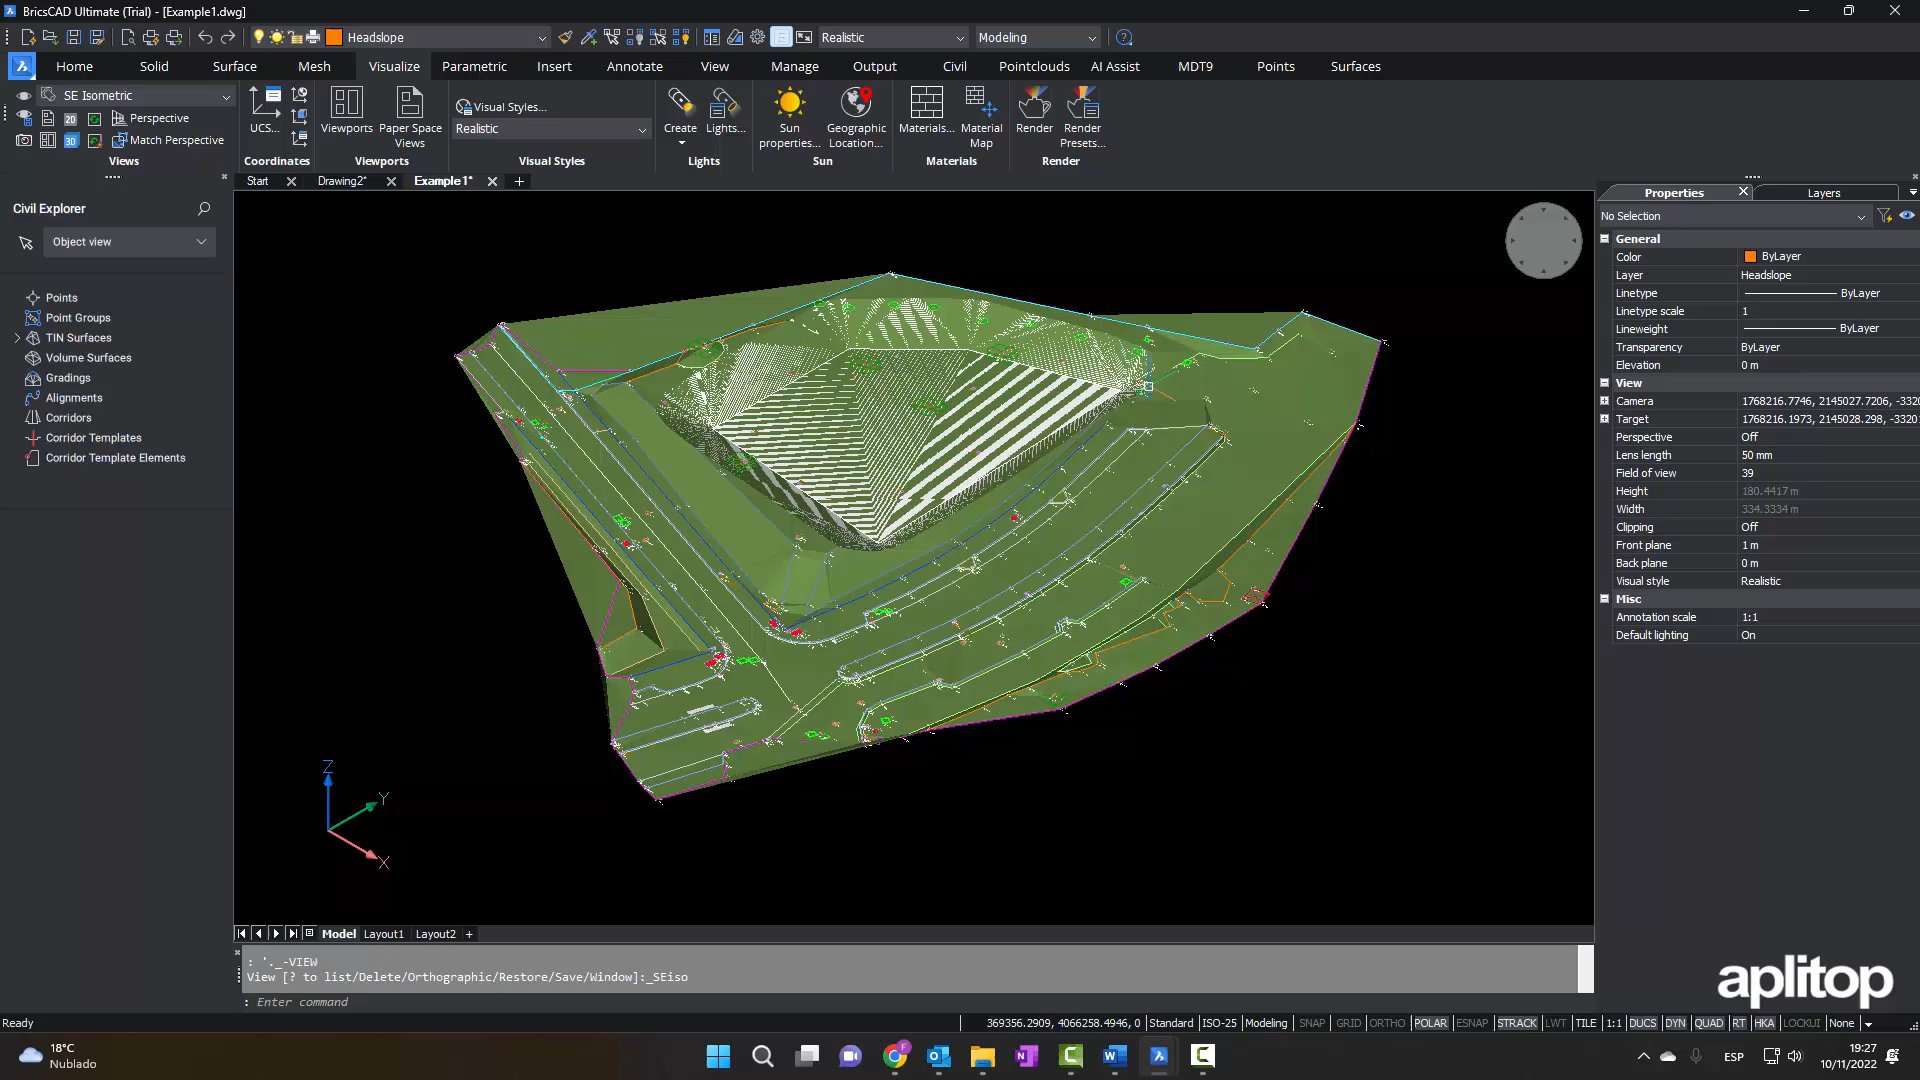 BricsCAD Ultimate (Trial) - [Example1.dwg]
Headslope
Realistic
Modeling
Home
Solid
Surface
Mesh
Visualize
Parametric
Insert
Annotate
View
Manage
Output
Civil
Pointclouds
AI Assist
MDT9
Points
Surfaces
SE Isometric
Perspective
Match Perspective
Views
UCS...
Coordinates
Viewports
Paper Space
Views
Viewports
Visual Styles...
Realistic
Visual Styles
Create
Lights...
Lights
Sun
properties...
Geographic
Location...
Sun
Materials...
Material
Map
Materials
Render
Render
Presets...
Render
Start
Drawing2*
Example1*
Civil Explorer
Object view
Points
Point Groups
TIN Surfaces
Volume Surfaces
Gradings
Alignments
Corridors
Corridor Templates
Corridor Template Elements
Z
Y
X
Properties
Layers
No Selection
General
Color ByLayer
Layer Headslope
Linetype ByLayer
Linetype scale 1
Lineweight ByLayer
Transparency ByLayer
Elevation 0 m
View
Camera 1768216.7746, 2145027.7206, -3320
Target 1768216.1973, 2145028.298, -3320
Perspective Off
Lens length 50 mm
Field of view 39
Height 180.4417 m
Width 334.3334 m
Clipping Off
Front plane 1 m
Back plane 0 m
Visual style Realistic
Misc
Annotation scale 1:1
Default lighting On
Model
Layout1
Layout2
: '._-VIEW
View [? to list/Delete/Orthographic/Restore/Save/Window]:_SEiso
: Enter command
aplitop
Ready
369356.2909, 4066258.4946, 0
Standard
ISO-25
Modeling
SNAP
GRID
ORTHO
POLAR
ESNAP
STRACK
LWT
TILE
1:1
DUCS
DYN
QUAD
RT
HKA
LOCKUI
None
18°C
Nublado
ESP
19:27
10/11/2022